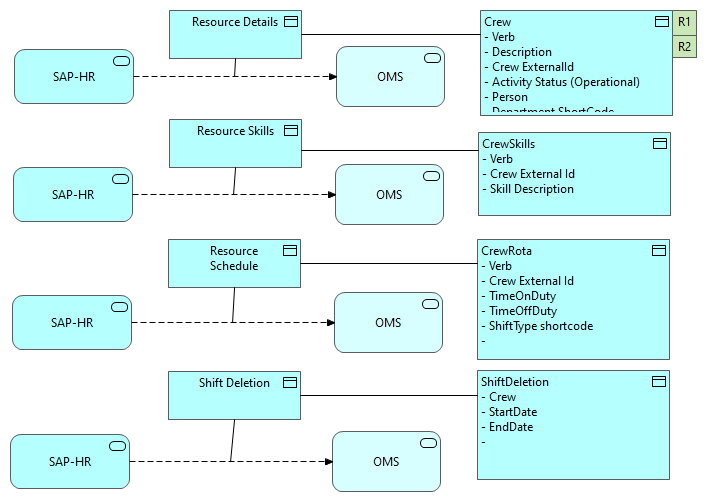 Resource Details
SAP-HR
OMS
Crew
- Verb
- Description
- Crew ExternalId
- Activity Status (Operational)
- Person
- Department ShortCode
R1
R2
Resource Skills
SAP-HR
OMS
CrewSkills
- Verb
- Crew External Id
- Skill Description
Resource
Schedule
SAP-HR
OMS
CrewRota
- Verb
- Crew External Id
- TimeOnDuty
- TimeOffDuty
- ShiftType shortcode
-
Shift Deletion
SAP-HR
OMS
ShiftDeletion
- Crew
- StartDate
- EndDate
-